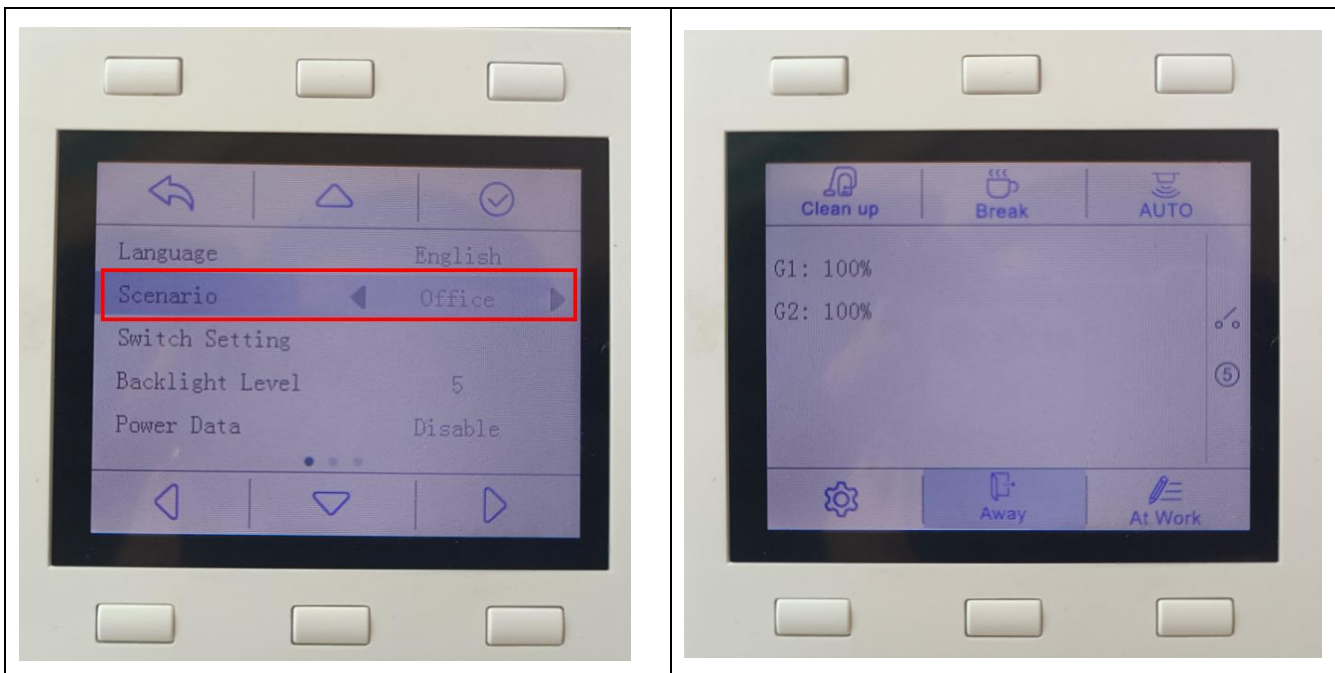 Language English
Scenario Office
Switch Setting
Backlight Level 5
Power Data Disable
Clean up Break AUTO
G1: 100%
G2: 100%
5
Away At Work